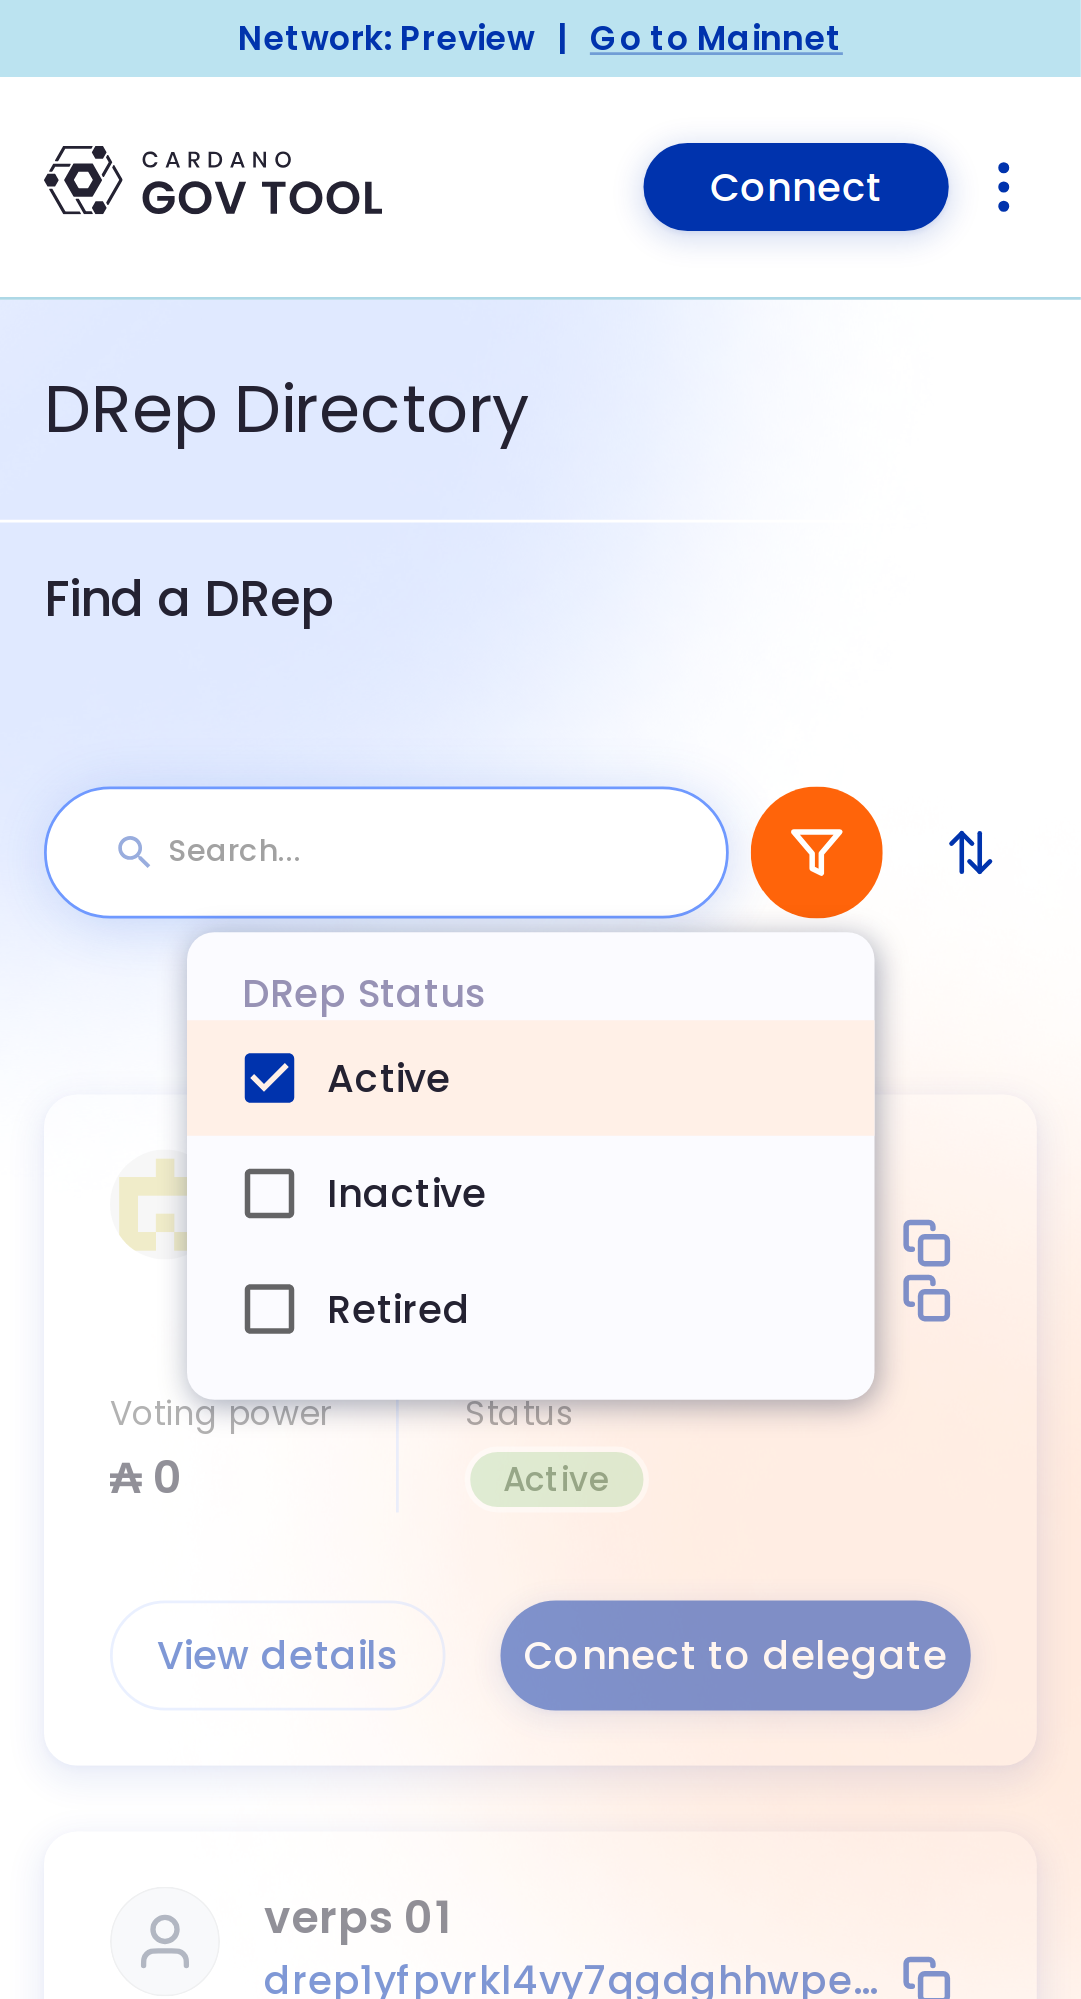 Network: Preview | Go to Mainnet
CARDANO
GOV TOOL
Connect
DRep Directory
Find a DRep
Search...
DRep Status
Active
Inactive
Retired
Voting power
Status
₳ 0
Active
View details
Connect to delegate
verps 01
drep1yfpvrkl4vy7qgdghhwpe...